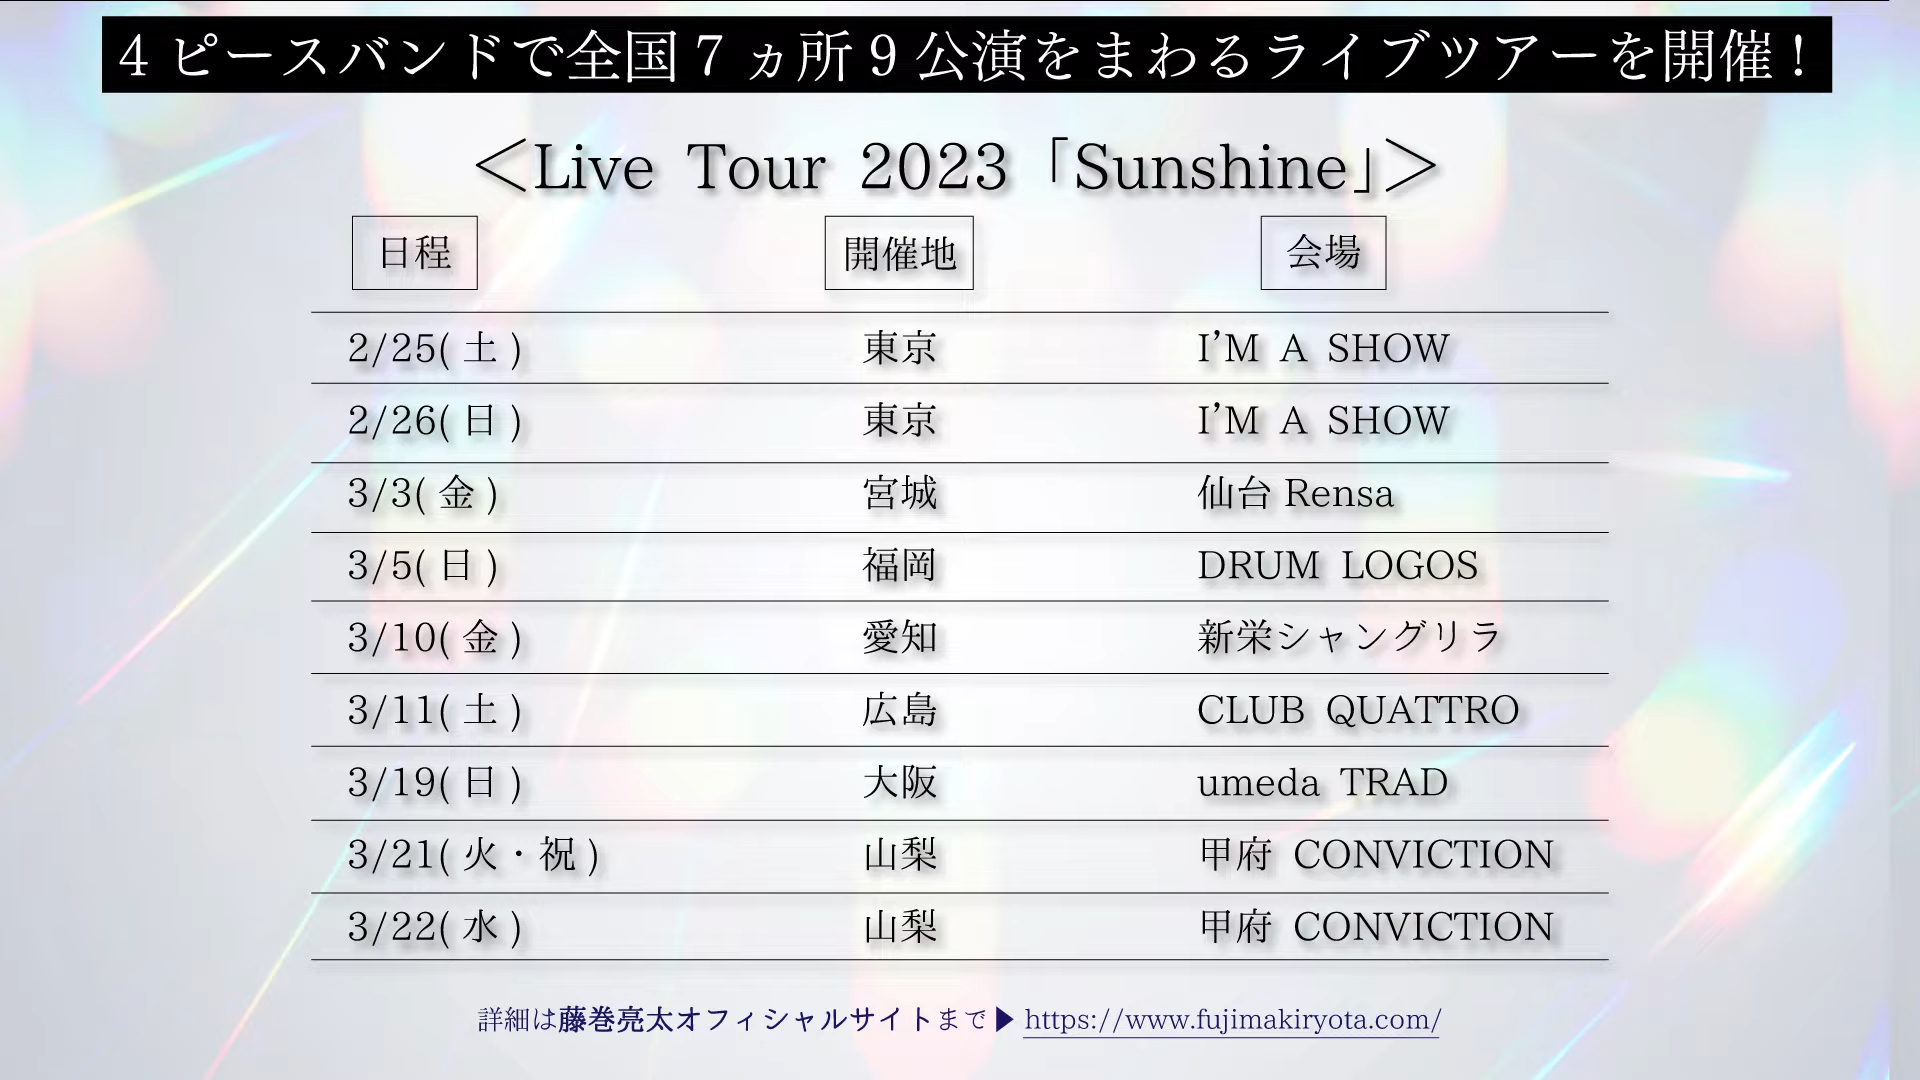 4ピースバンドで全国7ヵ所9公演をまわるライブツアーを開催！
＜Live Tour 2023「Sunshine」＞
日程 開催地 会場
2/25(土) 東京 I’M A SHOW
2/26(日) 東京 I’M A SHOW
3/3(金) 宮城 仙台Rensa
3/5(日) 福岡 DRUM LOGOS
3/10(金) 愛知 新栄シャングリラ
3/11(土) 広島 CLUB QUATTRO
3/19(日) 大阪 umeda TRAD
3/21(火・祝) 山梨 甲府 CONVICTION
3/22(水) 山梨 甲府 CONVICTION
詳細は藤巻亮太オフィシャルサイトまで▶ https://www.fujimakiryota.com/